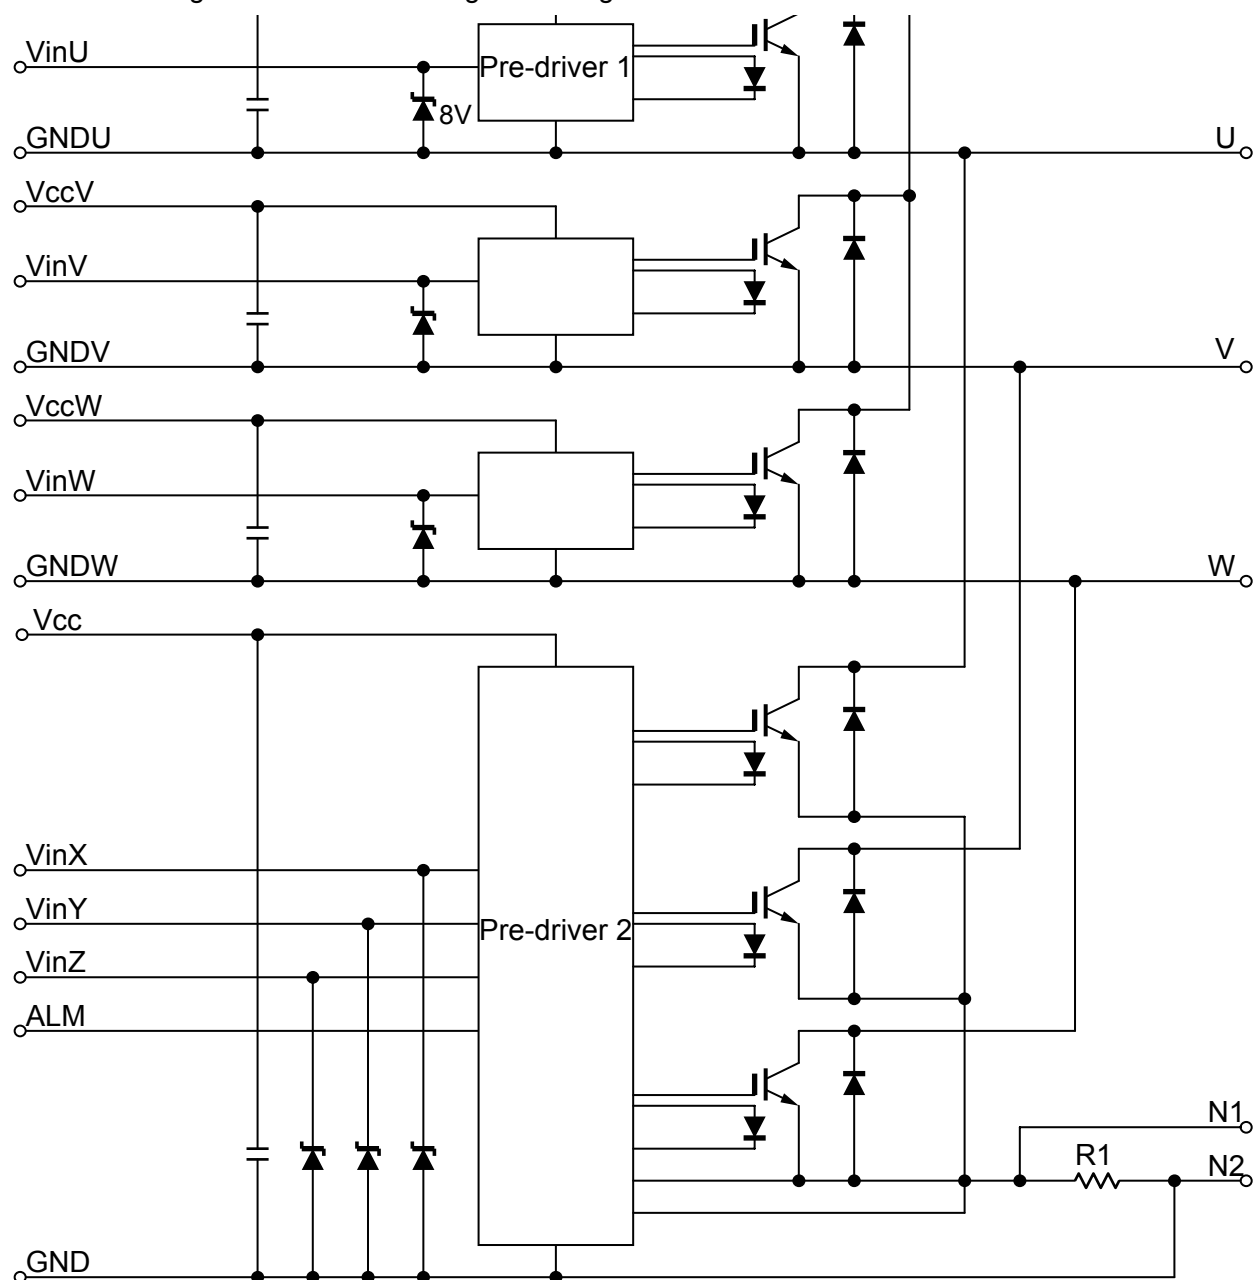 VinU
Pre-driver 1
8V
GNDU
U
VccV
VinV
GNDV
V
VccW
VinW
GNDW
W
Vcc
VinX
VinY
Pre-driver 2
VinZ
ALM
N1
R1
N2
GND